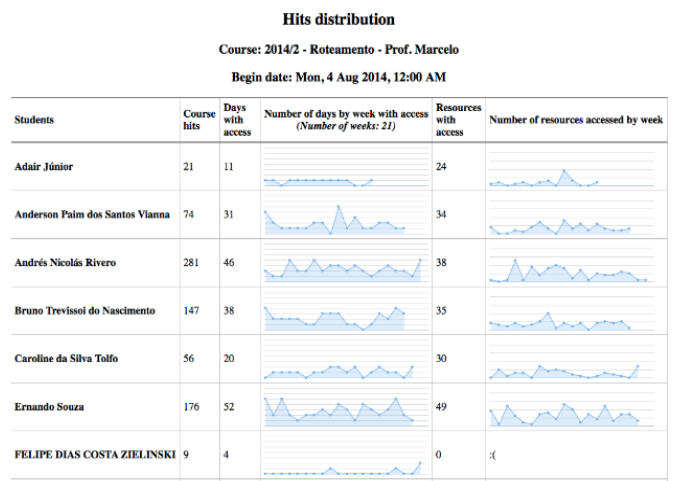 Hits distribution
Course: 2014/2 - Roteamento - Prof. Marcelo
Begin date: Mon, 4 Aug 2014, 12:00 AM
Students Course hits Days with access Number of days by week with access (Number of weeks: 21) Resources with access Number of resources accessed by week
Adair Júnior 21 11 24
Anderson Paim dos Santos Vianna 74 31 34
Andrés Nicolás Rivero 281 46 38
Bruno Trevissoi do Nascimento 147 38 35
Caroline da Silva Tolfo 56 20 30
Ernando Souza 176 52 49
FELIPE DIAS COSTA ZIELINSKI 9 4 0 :(